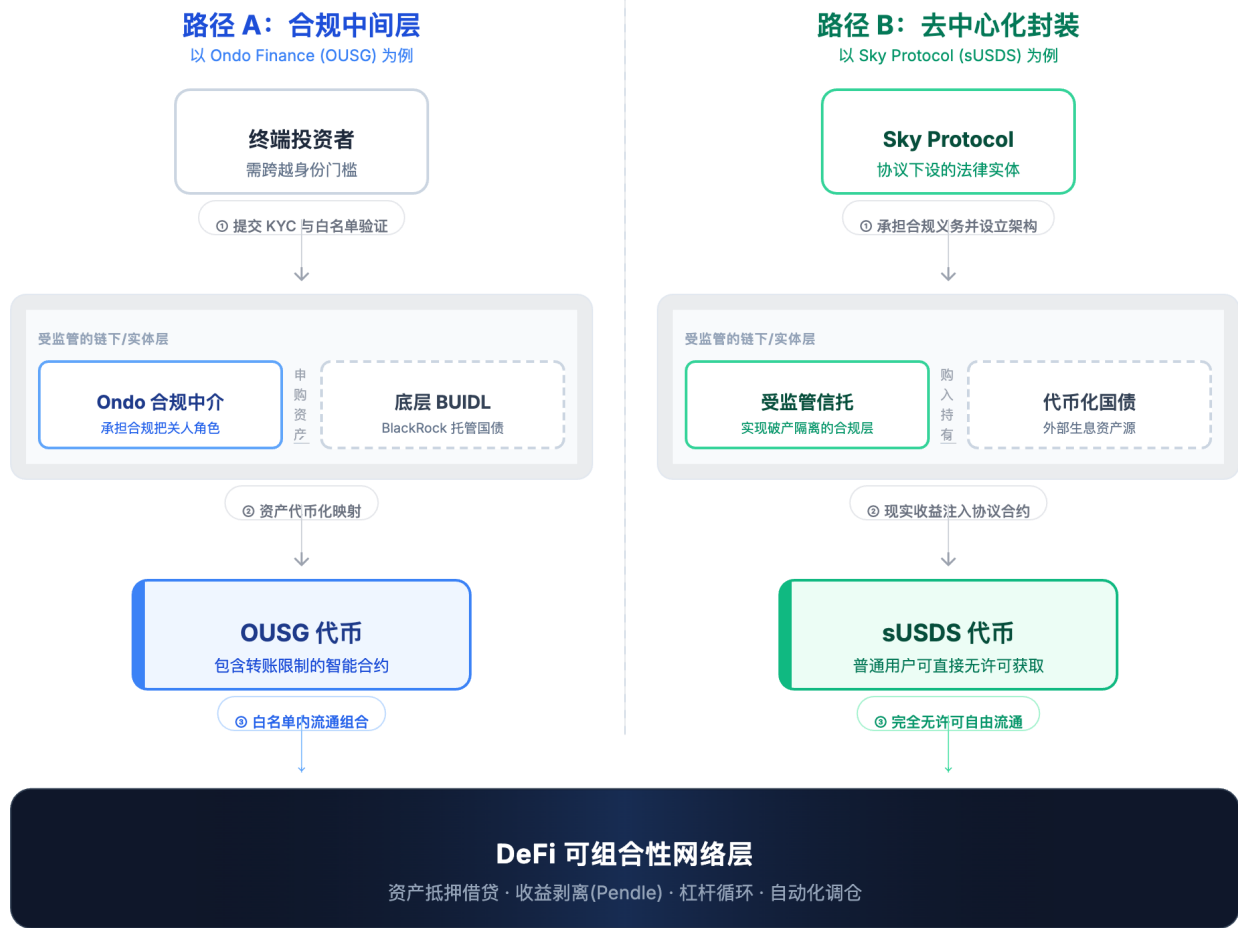 路径 A：合规中间层
以 Ondo Finance (OUSG) 为例
终端投资者
需跨越身份门槛
① 提交 KYC 与白名单验证
受监管的链下/实体层
Ondo 合规中介
承担合规把关人角色
申购资产
底层 BUIDL
BlackRock 托管国债
② 资产代币化映射
OUSG 代币
包含转账限制的智能合约
③ 白名单内流通组合
路径 B：去中心化封装
以 Sky Protocol (sUSDS) 为例
Sky Protocol
协议下设的法律实体
① 承担合规义务并设立架构
受监管的链下/实体层
受监管信托
实现破产隔离的合规层
购入持有
代币化国债
外部生息资产源
② 现实收益注入协议合约
sUSDS 代币
普通用户可直接无许可获取
③ 完全无许可自由流通
DeFi 可组合性网络层
资产抵押借贷 · 收益剥离(Pendle) · 杠杆循环 · 自动化调仓